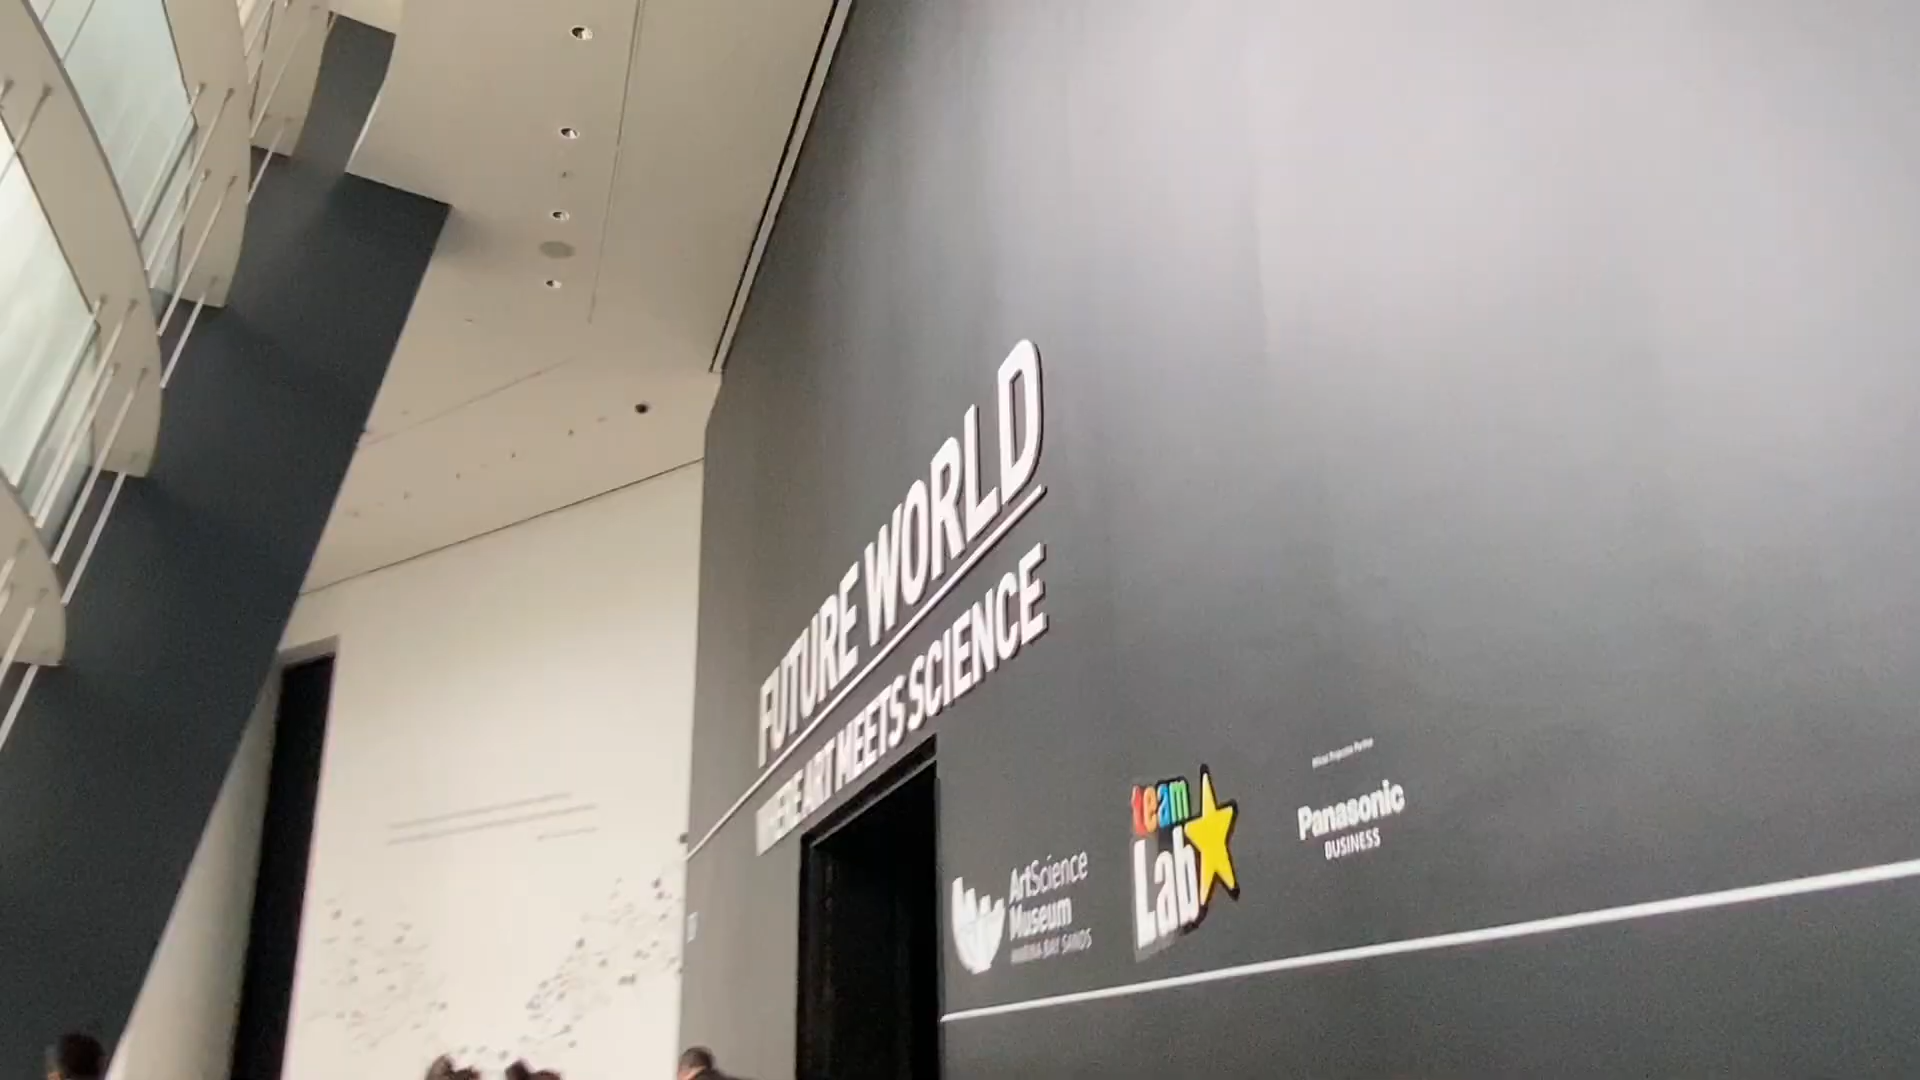 FUTURE WORLD
WHERE ART MEETS SCIENCE
ArtScience
Museum
MARINA BAY SANDS
team
Lab
Panasonic
BUSINESS